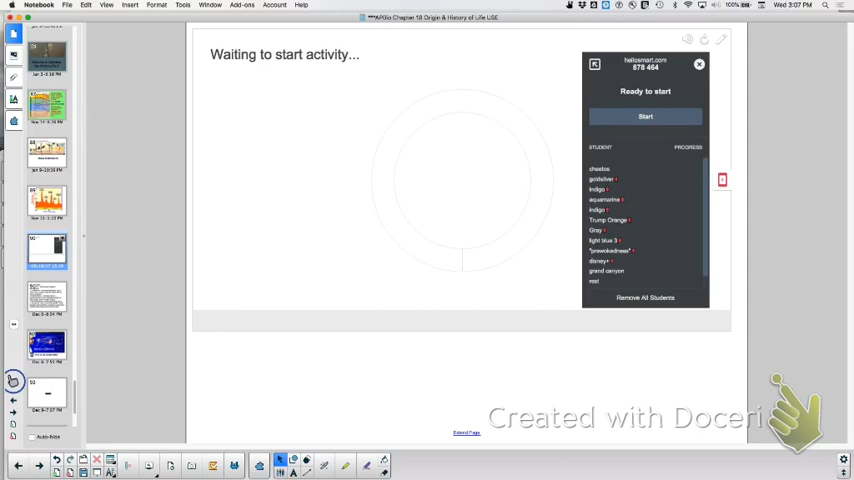 Notebook File Edit View Insert Format Tools Window Add-ons Account Help
100% Wed 3:07 PM
***APBio Chapter 18 Origin & History of Life USE
Waiting to start activity...
hellosmart.com
878 464
Ready to start
Start
STUDENT PROGRESS
cheetos
goldsilver
indigo
aquamarine
indigo
Trump Orange
Gray
light blue 3
*prewokedness*
disney+
grand canyon
rest
Remove All Students
Extend Page
Auto-hide
Created with Doceri